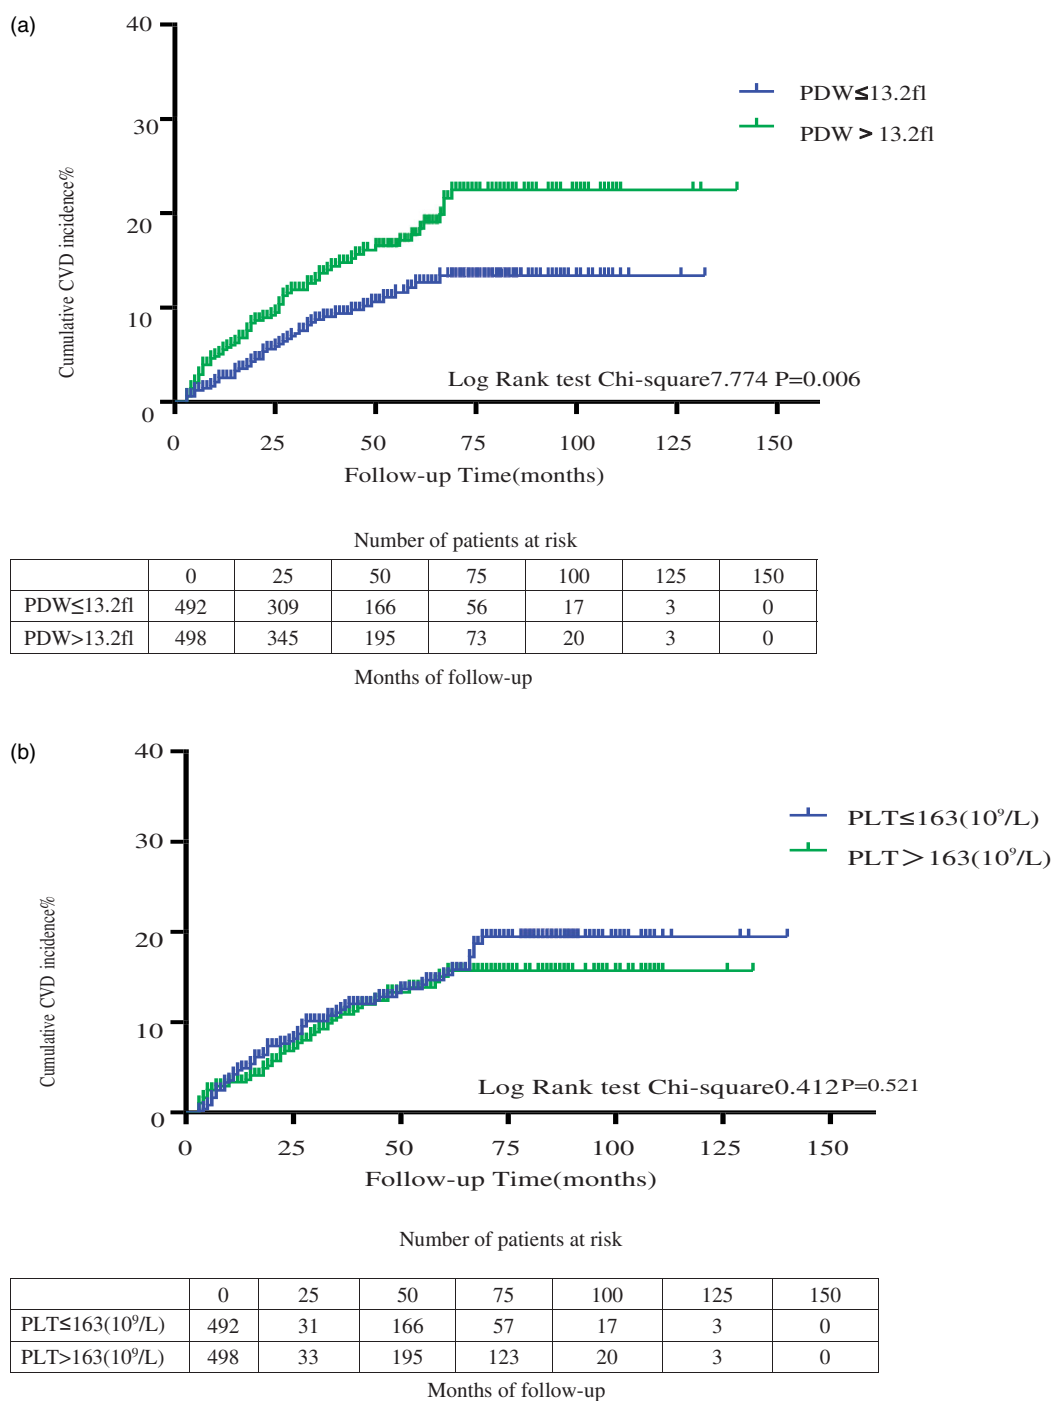 (a)
40
30
20
10
0
Cumulative CVD incidence%
PDW≤13.2fl
PDW > 13.2fl
Log Rank test Chi-square7.774 P=0.006
0 25 50 75 100 125 150
Follow-up Time(months)
Number of patients at risk
0 25 50 75 100 125 150
PDW≤13.2fl 492 309 166 56 17 3 0
PDW>13.2fl 498 345 195 73 20 3 0
Months of follow-up
(b)
40
30
20
10
0
Cumulative CVD incidence%
PLT≤163(10⁹/L)
PLT＞163(10⁹/L)
Log Rank test Chi-square0.412P=0.521
0 25 50 75 100 125 150
Follow-up Time(months)
Number of patients at risk
0 25 50 75 100 125 150
PLT≤163(10⁹/L) 492 31 166 57 17 3 0
PLT>163(10⁹/L) 498 33 195 123 20 3 0
Months of follow-up